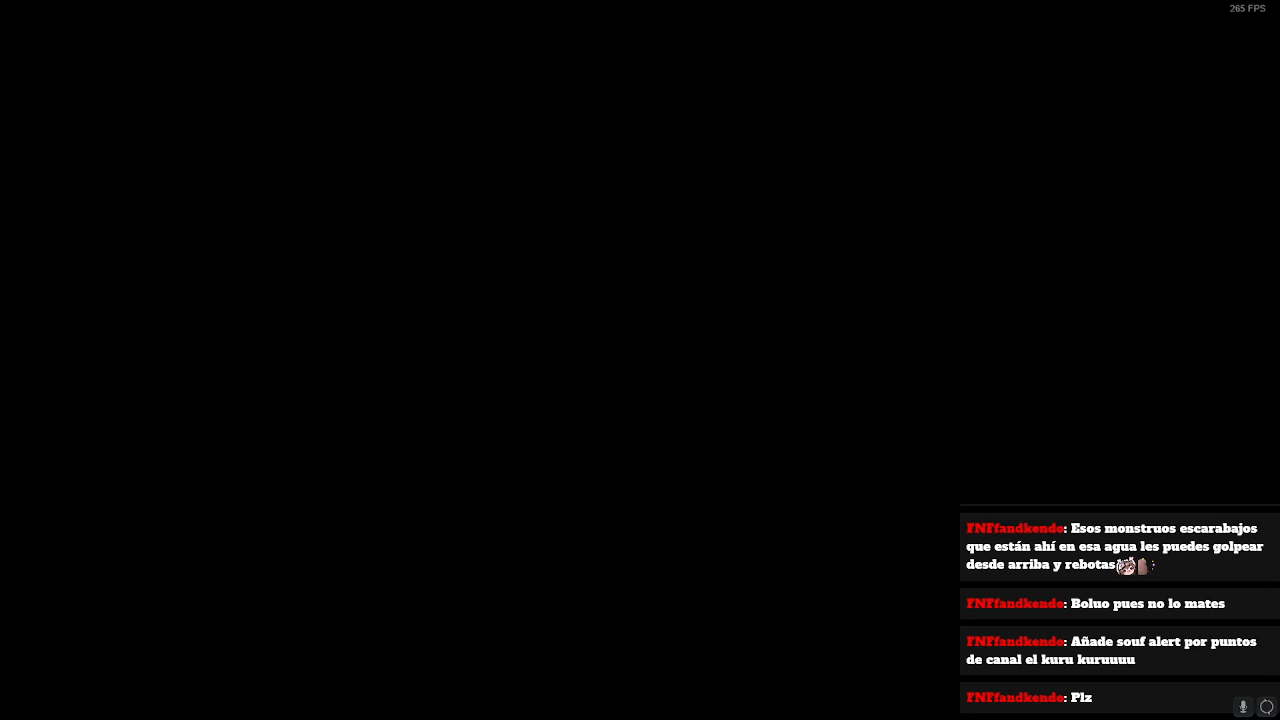 265 FPS
FNFfandkendo: Esos monstruos escarabajos
que están ahí en esa agua les puedes golpear
desde arriba y rebotas
FNFfandkendo: Boluo pues no lo mates
FNFfandkendo: Añade souf alert por puntos
de canal el kuru kuruuuu
FNFfandkendo: Plz